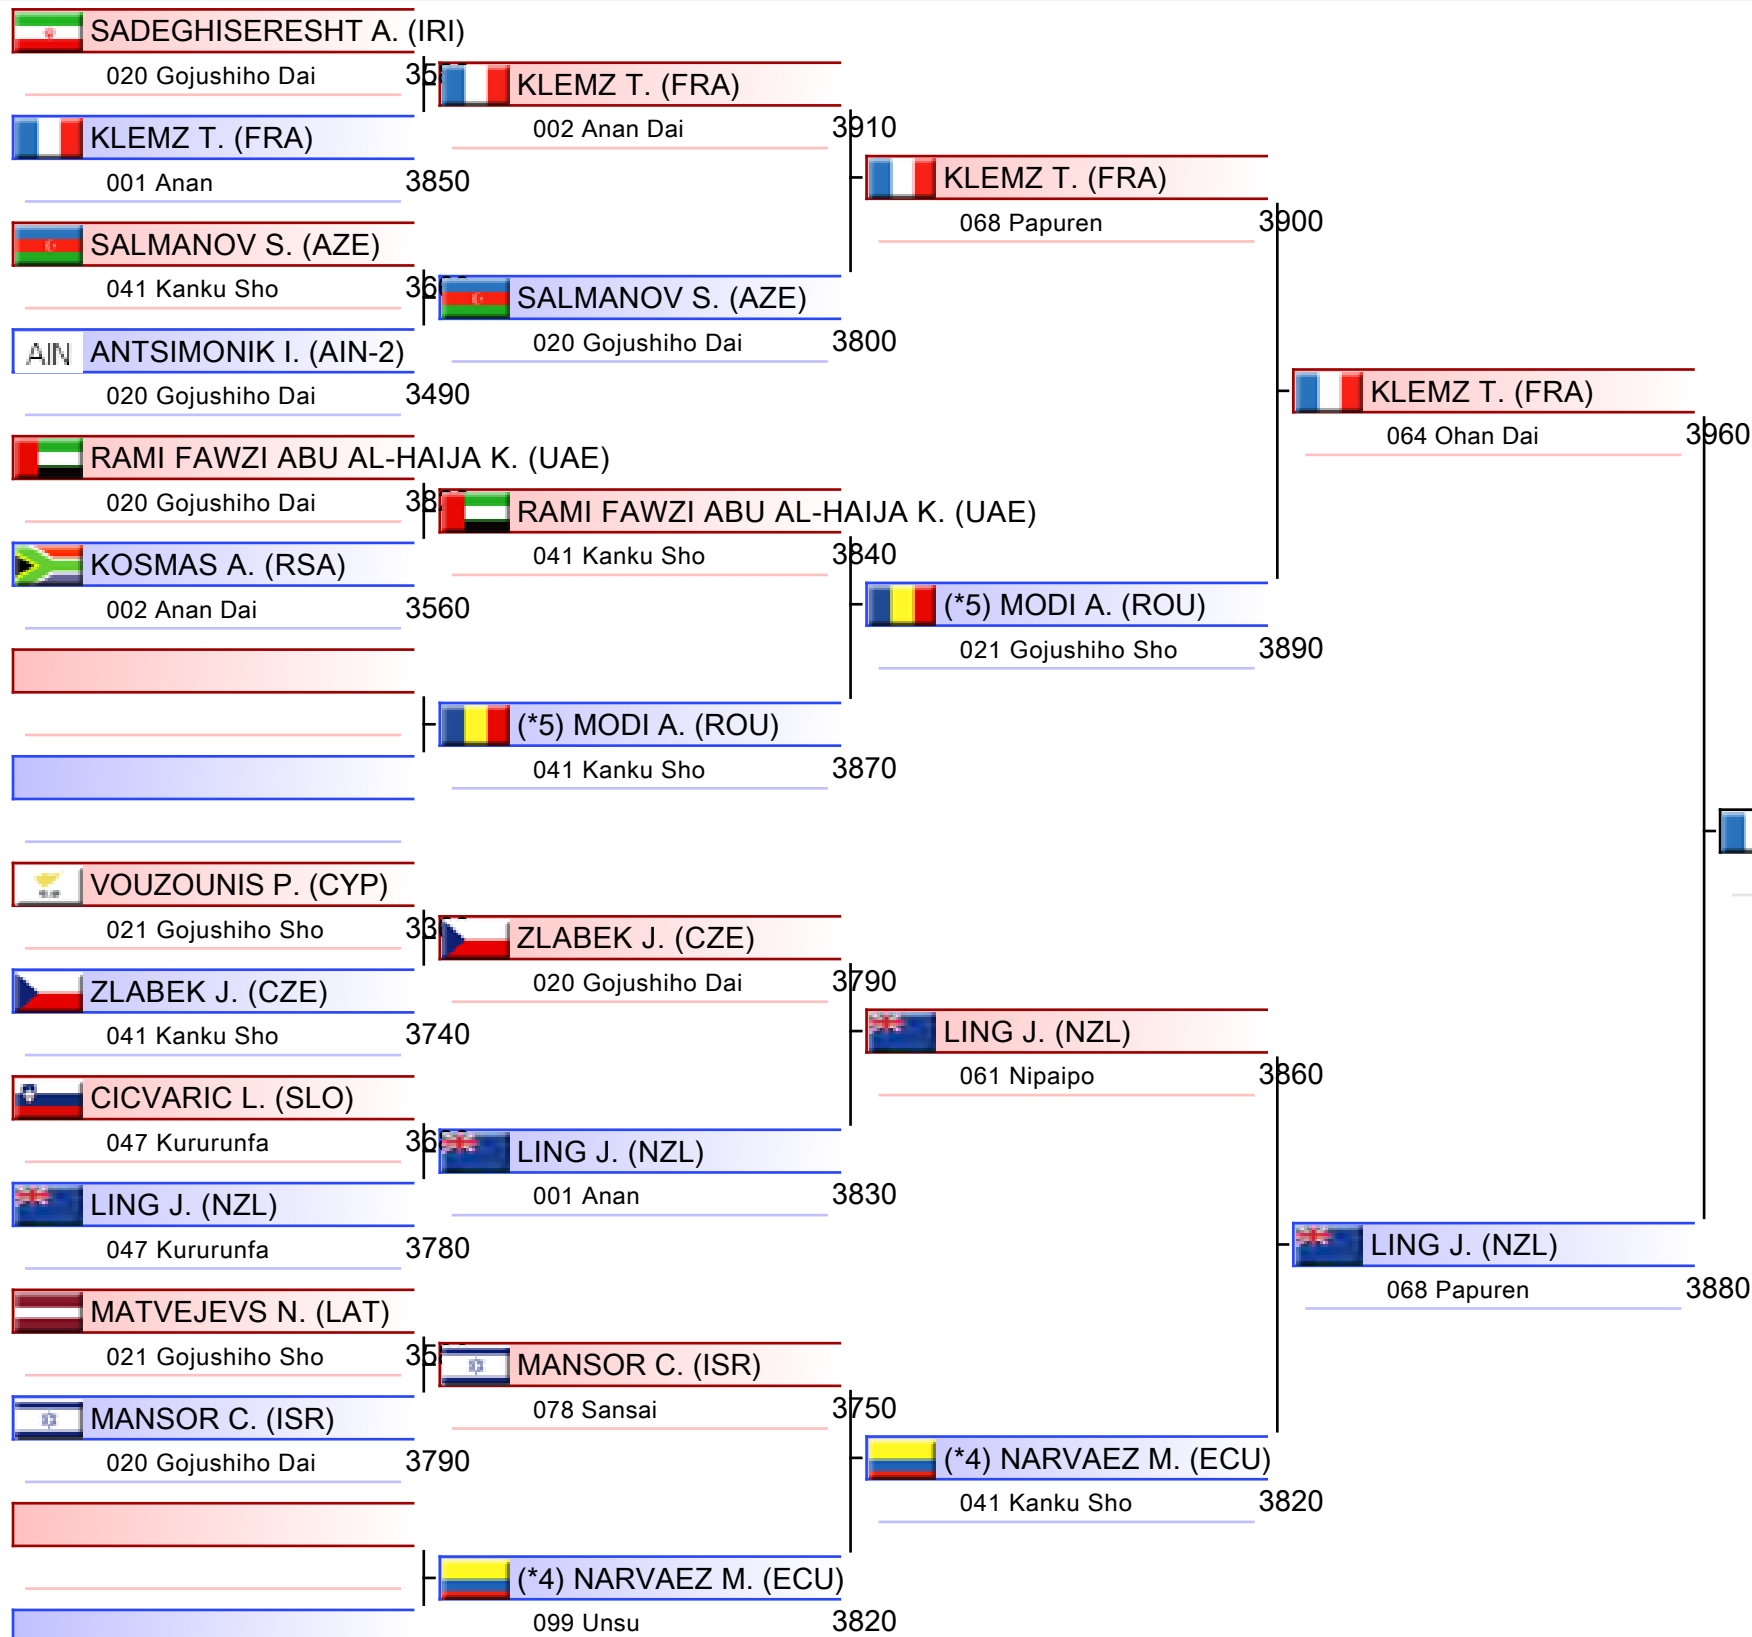 SADEGHISERESHT A. (IRI)
020 Gojushiho Dai
KLEMZ T. (FRA)
001 Anan 3850
SALMANOV S. (AZE)
041 Kanku Sho
AIN ANTSIMONIK I. (AIN-2)
020 Gojushiho Dai 3490
RAMI FAWZI ABU AL-HAIJA K. (UAE)
020 Gojushiho Dai
KOSMAS A. (RSA)
002 Anan Dai 3560
VOUZOUNIS P. (CYP)
021 Gojushiho Sho
ZLABEK J. (CZE)
041 Kanku Sho 3740
CICVARIC L. (SLO)
047 Kururunfa
LING J. (NZL)
047 Kururunfa 3780
MATVEJEVS N. (LAT)
021 Gojushiho Sho
MANSOR C. (ISR)
020 Gojushiho Dai 3790
KLEMZ T. (FRA)
002 Anan Dai 3910
SALMANOV S. (AZE)
020 Gojushiho Dai 3800
RAMI FAWZI ABU AL-HAIJA K. (UAE)
041 Kanku Sho 3840
(*5) MODI A. (ROU)
041 Kanku Sho 3870
ZLABEK J. (CZE)
020 Gojushiho Dai 3790
LING J. (NZL)
001 Anan 3830
MANSOR C. (ISR)
078 Sansai 3750
(*4) NARVAEZ M. (ECU)
099 Unsu 3820
KLEMZ T. (FRA)
068 Papuren 3900
(*5) MODI A. (ROU)
021 Gojushiho Sho 3890
LING J. (NZL)
061 Nipaipo 3860
(*4) NARVAEZ M. (ECU)
041 Kanku Sho 3820
KLEMZ T. (FRA)
064 Ohan Dai 3960
LING J. (NZL)
068 Papuren 3880